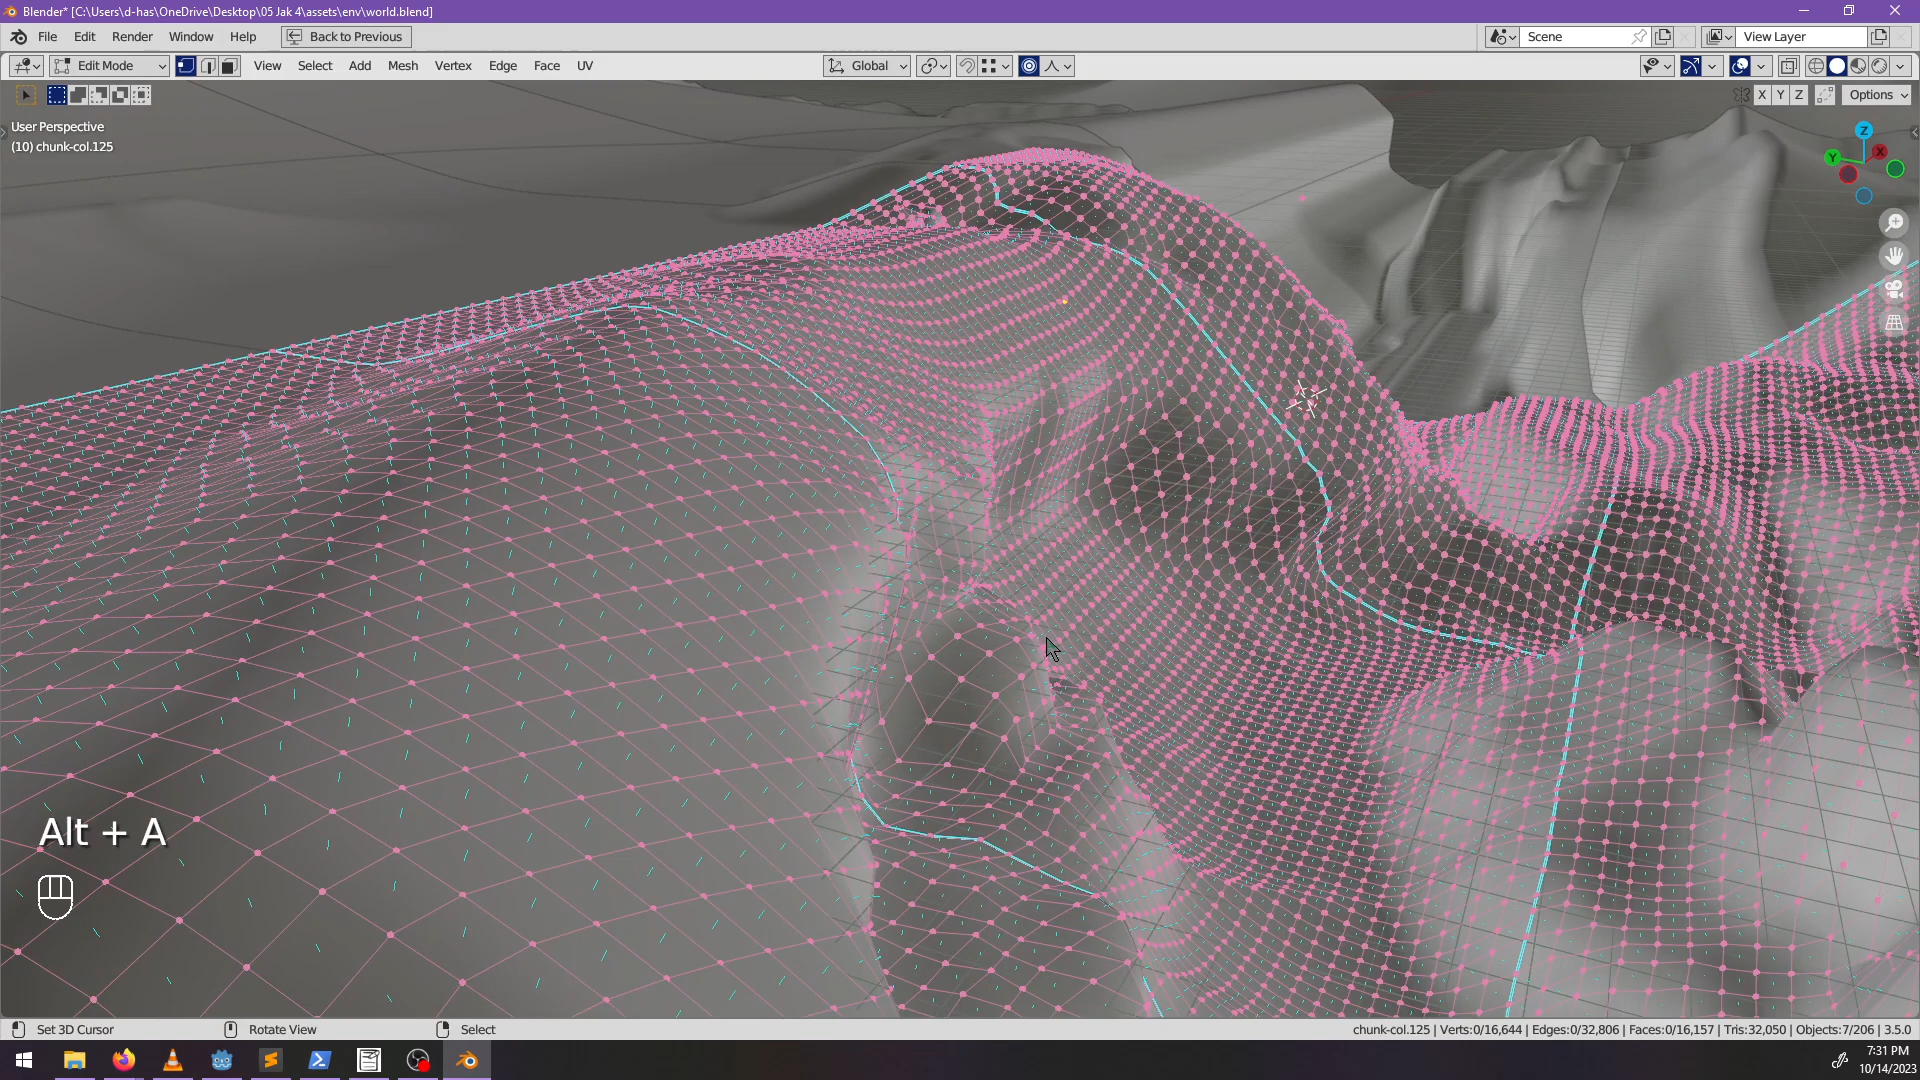 Blender* [C:\Users\d-has\OneDrive\Desktop\05 Jak 4\assets\env\world.blend]
File Edit Render Window Help Back to Previous Scene View Layer
Edit Mode View Select Add Mesh Vertex Edge Face UV Global
X Y Z Options
User Perspective
(10) chunk-col.125
Z
Y X
Alt + A
Set 3D Cursor Rotate View Select chunk-col.125 | Verts:0/16,644 | Edges:0/32,806 | Faces:0/16,157 | Tris:32,050 | Objects:7/206 | 3.5.0
7:31 PM
10/14/2023